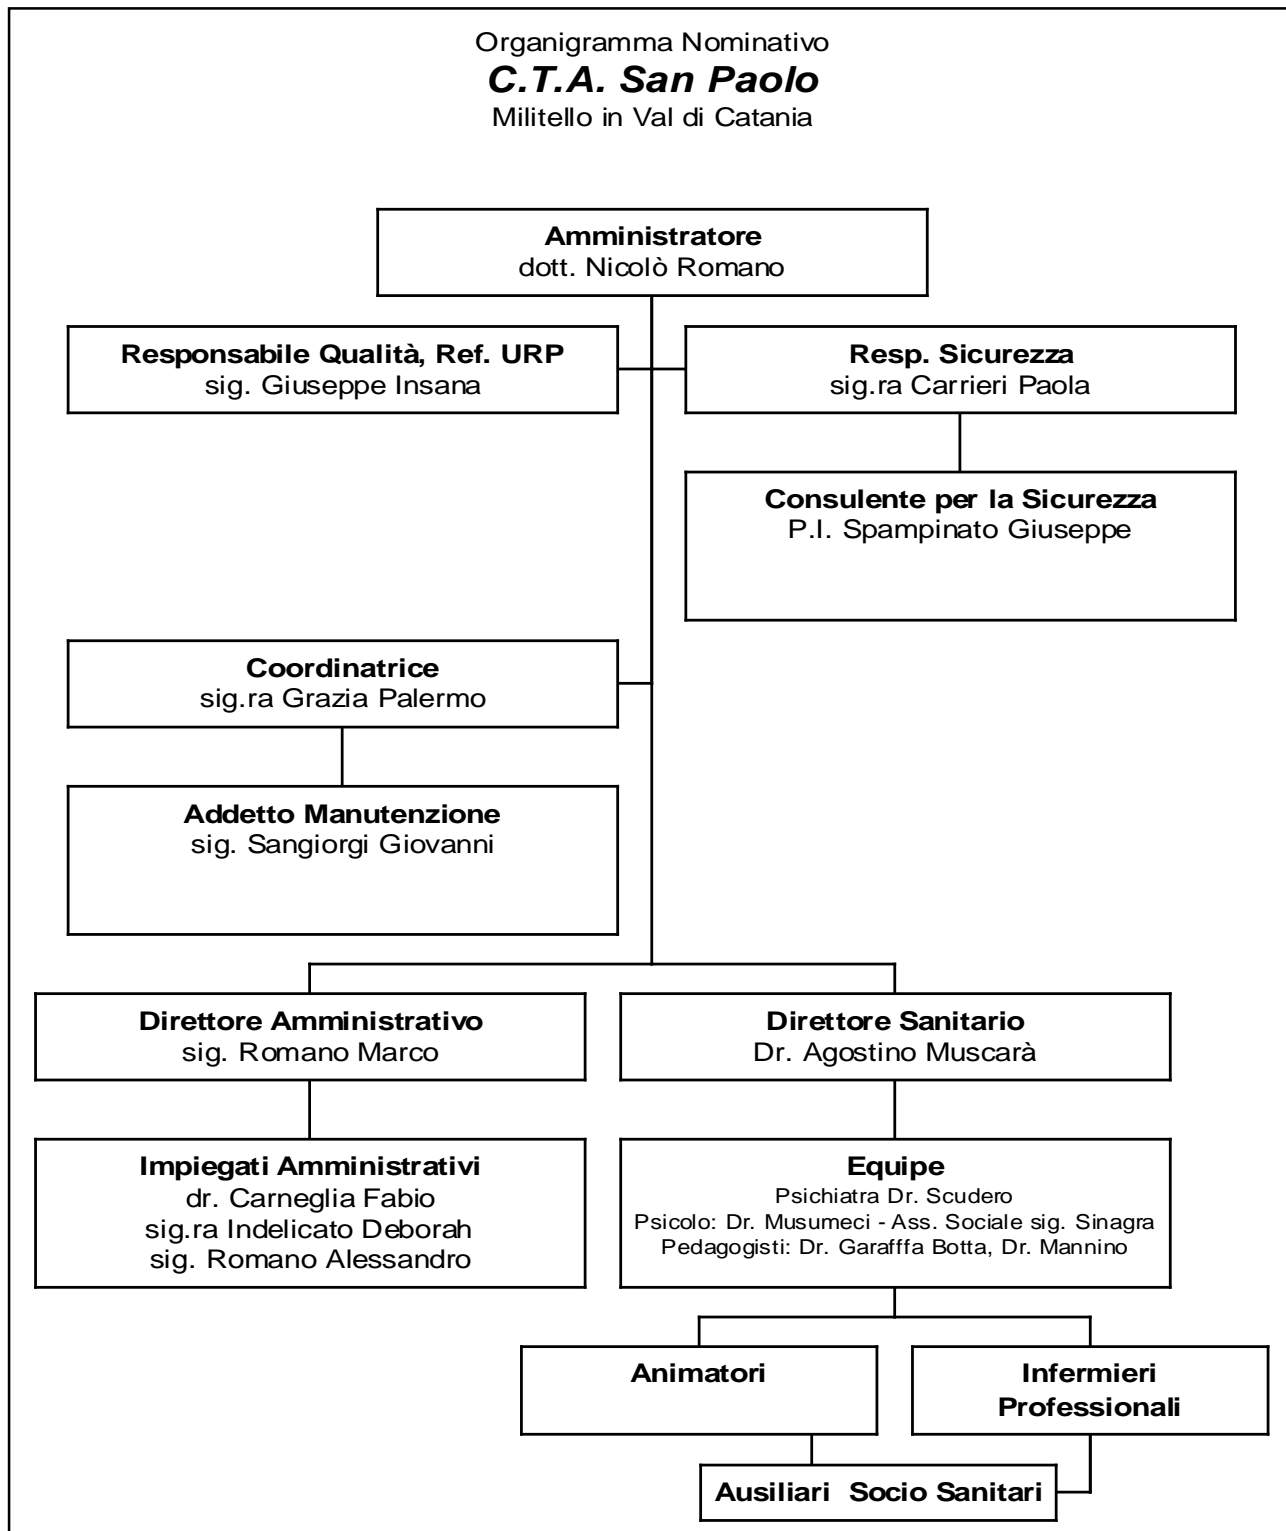 Organigramma Nominativo
C.T.A. San Paolo
Militello in Val di Catania
Amministratore
dott. Nicolò Romano
Responsabile Qualità, Ref. URP
sig. Giuseppe Insana
Resp. Sicurezza
sig.ra Carrieri Paola
Consulente per la Sicurezza
P.I. Spampinato Giuseppe
Coordinatrice
sig.ra Grazia Palermo
Addetto Manutenzione
sig. Sangiorgi Giovanni
Direttore Amministrativo
sig. Romano Marco
Direttore Sanitario
Dr. Agostino Muscarà
Impiegati Amministrativi
dr. Carneglia Fabio
sig.ra Indelicato Deborah
sig. Romano Alessandro
Equipe
Psichiatra Dr. Scudero
Psicolo: Dr. Musumeci - Ass. Sociale sig. Sinagra
Pedagogisti: Dr. Garafffa Botta, Dr. Mannino
Animatori
Infermieri
Professionali
Ausiliari Socio Sanitari